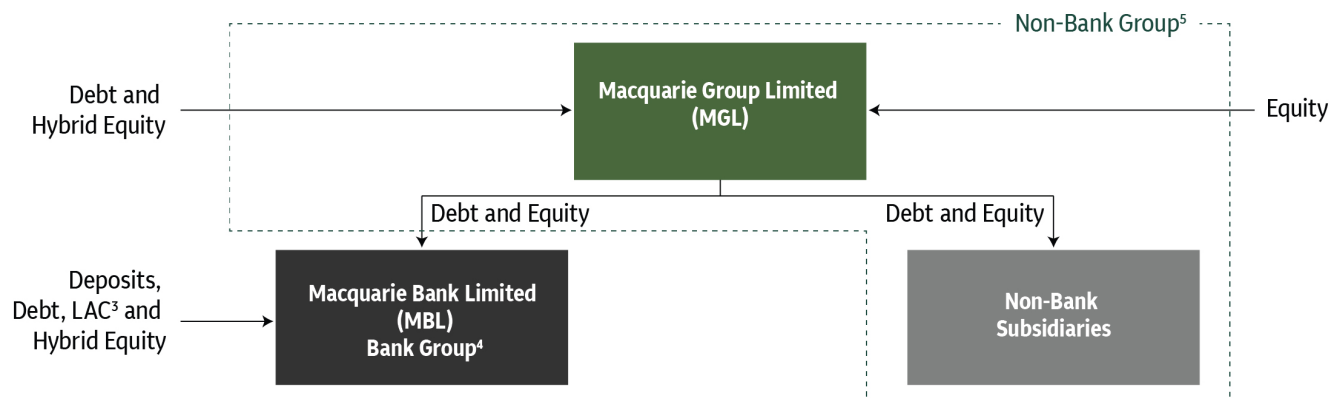 Non-Bank Group⁵
Debt and
Hybrid Equity
Macquarie Group Limited
(MGL)
Equity
Debt and Equity
Debt and Equity
Deposits,
Debt, LAC³ and
Hybrid Equity
Macquarie Bank Limited
(MBL)
Bank Group⁴
Non-Bank
Subsidiaries